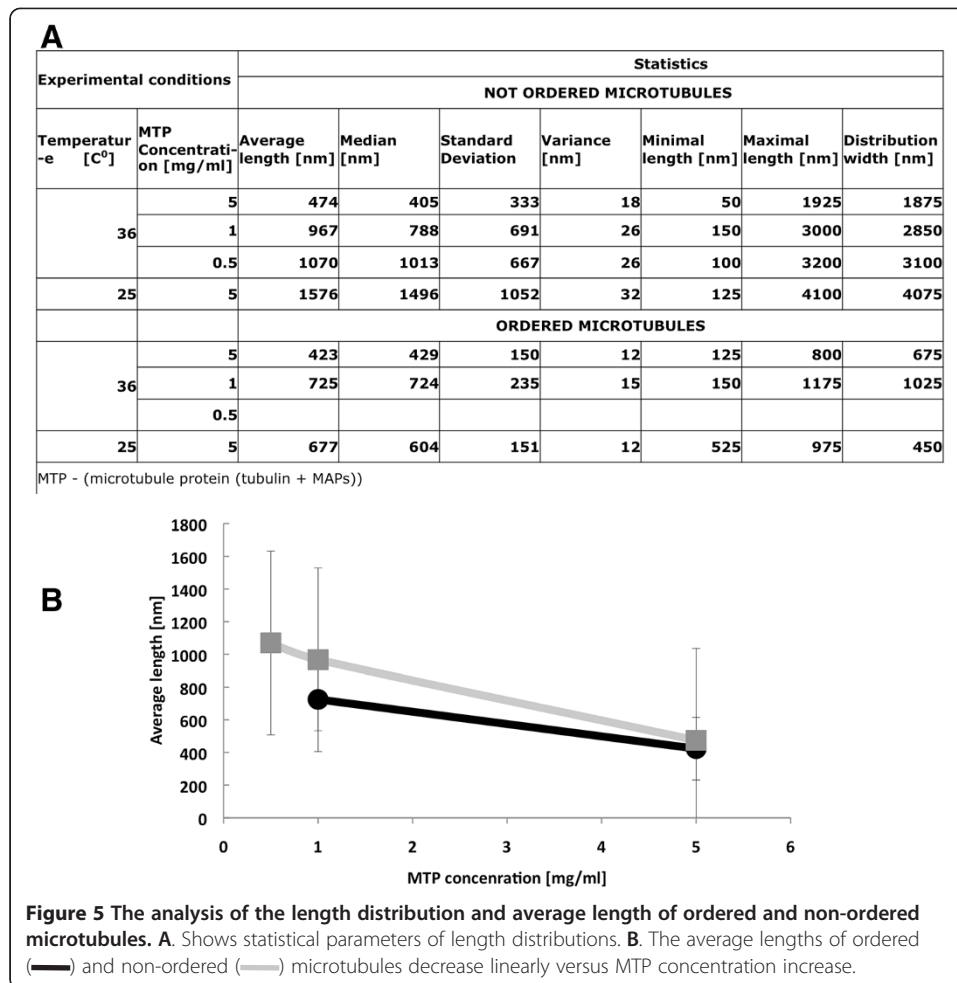 A
Experimental conditions
Statistics
NOT ORDERED MICROTUBULES
Temperatur -e [C⁰] MTP Concentrati-on [mg/ml] Average length [nm] Median [nm] Standard Deviation Variance [nm] Minimal length [nm] Maximal length [nm] Distribution width [nm]
5 474 405 333 18 50 1925 1875
36 1 967 788 691 26 150 3000 2850
0.5 1070 1013 667 26 100 3200 3100
25 5 1576 1496 1052 32 125 4100 4075
ORDERED MICROTUBULES
5 423 429 150 12 125 800 675
36 1 725 724 235 15 150 1175 1025
0.5
25 5 677 604 151 12 525 975 450
MTP - (microtubule protein (tubulin + MAPs))
B
Average length [nm]
1800
1600
1400
1200
1000
800
600
400
200
0
0 1 2 3 4 5 6
MTP concenration [mg/ml]
Figure 5 The analysis of the length distribution and average length of ordered and non-ordered
microtubules. A. Shows statistical parameters of length distributions. B. The average lengths of ordered
( ) and non-ordered ( ) microtubules decrease linearly versus MTP concentration increase.